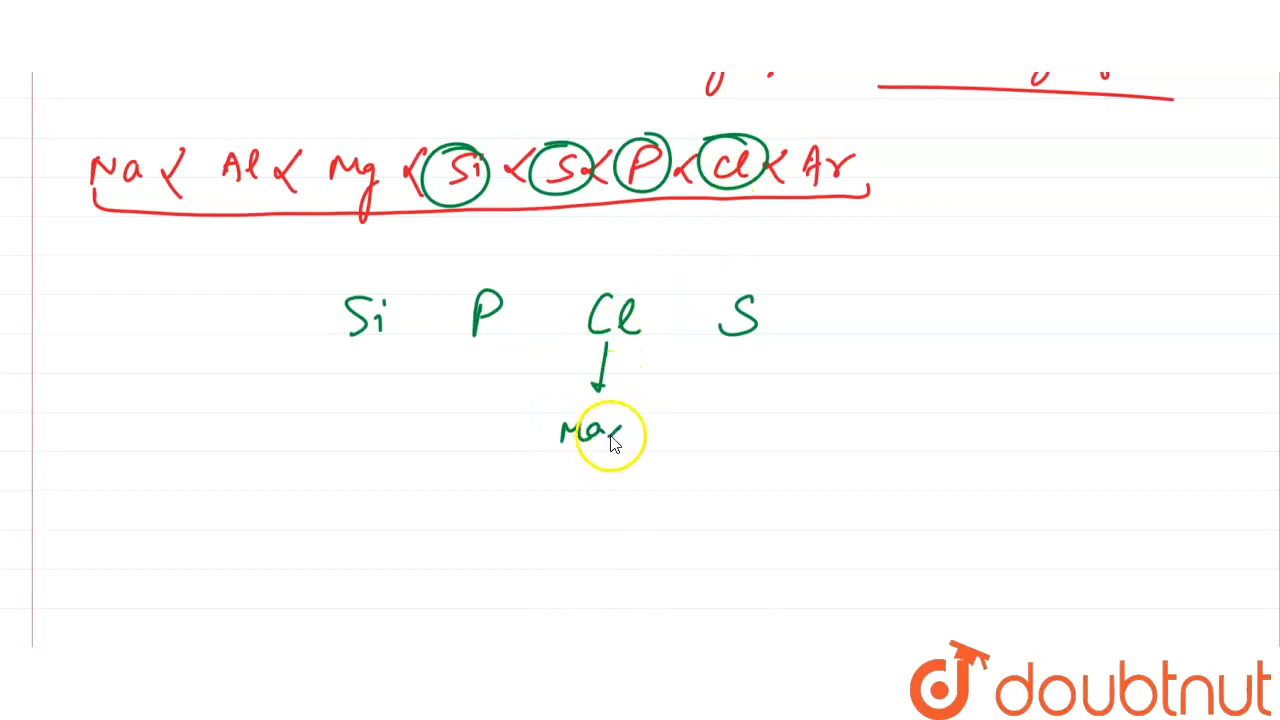 Na < Al < Mg < Si < S < P < Cl < Ar
Si P Cl S
Max
doubtnut